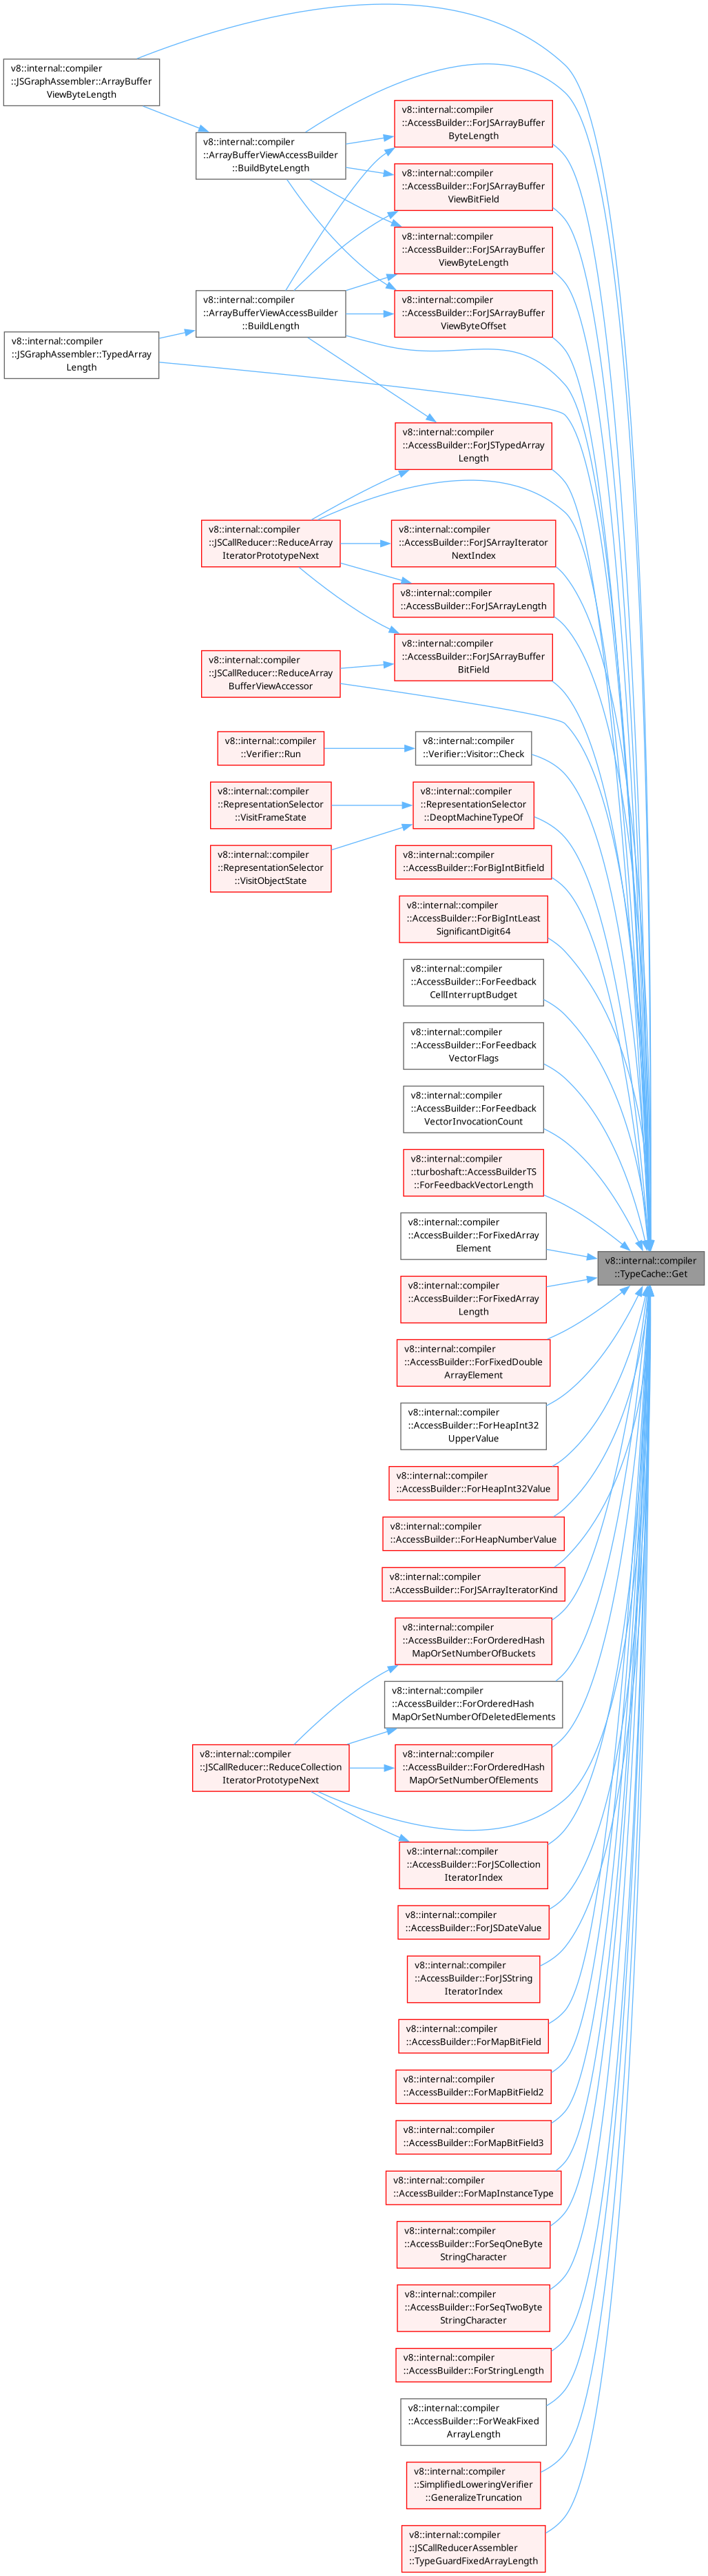 v8::internal::compiler
::JSGraphAssembler::ArrayBuffer
ViewByteLength
v8::internal::compiler
::ArrayBufferViewAccessBuilder
::BuildByteLength
v8::internal::compiler
::AccessBuilder::ForJSArrayBuffer
ByteLength
v8::internal::compiler
::AccessBuilder::ForJSArrayBuffer
ViewBitField
v8::internal::compiler
::AccessBuilder::ForJSArrayBuffer
ViewByteLength
v8::internal::compiler
::ArrayBufferViewAccessBuilder
::BuildLength
v8::internal::compiler
::AccessBuilder::ForJSArrayBuffer
ViewByteOffset
v8::internal::compiler
::JSGraphAssembler::TypedArray
Length
v8::internal::compiler
::AccessBuilder::ForJSTypedArray
Length
v8::internal::compiler
::JSCallReducer::ReduceArray
IteratorPrototypeNext
v8::internal::compiler
::AccessBuilder::ForJSArrayIterator
NextIndex
v8::internal::compiler
::AccessBuilder::ForJSArrayLength
v8::internal::compiler
::AccessBuilder::ForJSArrayBuffer
BitField
v8::internal::compiler
::JSCallReducer::ReduceArray
BufferViewAccessor
v8::internal::compiler
::Verifier::Run
v8::internal::compiler
::Verifier::Visitor::Check
v8::internal::compiler
::RepresentationSelector
::VisitFrameState
v8::internal::compiler
::RepresentationSelector
::DeoptMachineTypeOf
v8::internal::compiler
::RepresentationSelector
::VisitObjectState
v8::internal::compiler
::AccessBuilder::ForBigIntBitfield
v8::internal::compiler
::AccessBuilder::ForBigIntLeast
SignificantDigit64
v8::internal::compiler
::AccessBuilder::ForFeedback
CellInterruptBudget
v8::internal::compiler
::AccessBuilder::ForFeedback
VectorFlags
v8::internal::compiler
::AccessBuilder::ForFeedback
VectorInvocationCount
v8::internal::compiler
::turboshaft::AccessBuilderTS
::ForFeedbackVectorLength
v8::internal::compiler
::AccessBuilder::ForFixedArray
Element
v8::internal::compiler
::TypeCache::Get
v8::internal::compiler
::AccessBuilder::ForFixedArray
Length
v8::internal::compiler
::AccessBuilder::ForFixedDouble
ArrayElement
v8::internal::compiler
::AccessBuilder::ForHeapInt32
UpperValue
v8::internal::compiler
::AccessBuilder::ForHeapInt32Value
v8::internal::compiler
::AccessBuilder::ForHeapNumberValue
v8::internal::compiler
::AccessBuilder::ForJSArrayIteratorKind
v8::internal::compiler
::AccessBuilder::ForOrderedHash
MapOrSetNumberOfBuckets
v8::internal::compiler
::AccessBuilder::ForOrderedHash
MapOrSetNumberOfDeletedElements
v8::internal::compiler
::JSCallReducer::ReduceCollection
IteratorPrototypeNext
v8::internal::compiler
::AccessBuilder::ForOrderedHash
MapOrSetNumberOfElements
v8::internal::compiler
::AccessBuilder::ForJSCollection
IteratorIndex
v8::internal::compiler
::AccessBuilder::ForJSDateValue
v8::internal::compiler
::AccessBuilder::ForJSString
IteratorIndex
v8::internal::compiler
::AccessBuilder::ForMapBitField
v8::internal::compiler
::AccessBuilder::ForMapBitField2
v8::internal::compiler
::AccessBuilder::ForMapBitField3
v8::internal::compiler
::AccessBuilder::ForMapInstanceType
v8::internal::compiler
::AccessBuilder::ForSeqOneByte
StringCharacter
v8::internal::compiler
::AccessBuilder::ForSeqTwoByte
StringCharacter
v8::internal::compiler
::AccessBuilder::ForStringLength
v8::internal::compiler
::AccessBuilder::ForWeakFixed
ArrayLength
v8::internal::compiler
::SimplifiedLoweringVerifier
::GeneralizeTruncation
v8::internal::compiler
::JSCallReducerAssembler
::TypeGuardFixedArrayLength